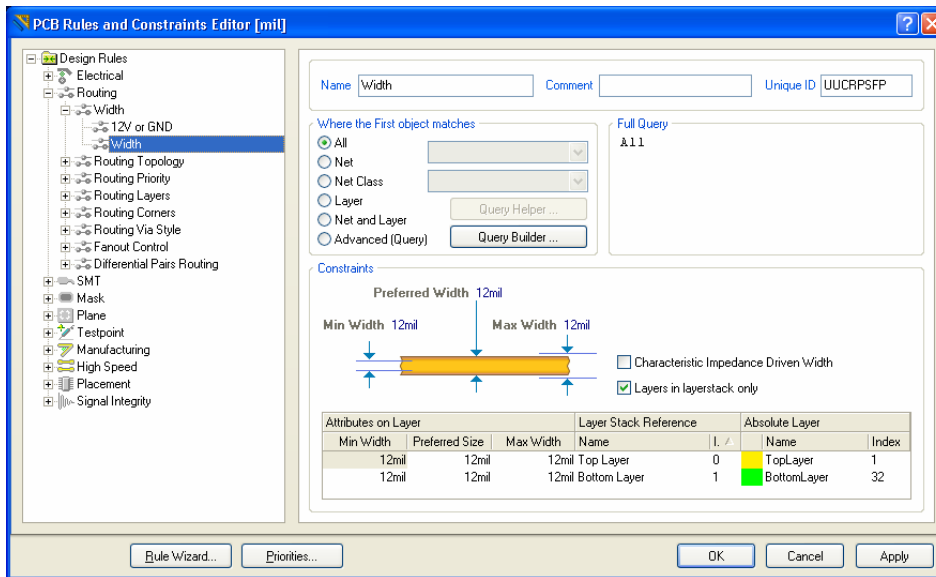 PCB Rules and Constraints Editor [mil]
Design Rules
Electrical
Routing
Width
12V or GND
Width
Routing Topology
Routing Priority
Routing Layers
Routing Corners
Routing Via Style
Fanout Control
Differential Pairs Routing
SMT
Mask
Plane
Testpoint
Manufacturing
High Speed
Placement
Signal Integrity
Name Width Comment Unique ID UUCRPSFP
Where the First object matches
All
Net
Net Class
Layer
Net and Layer
Advanced (Query)
Query Helper ...
Query Builder ...
Full Query
All
Constraints
Preferred Width 12mil
Min Width 12mil Max Width 12mil
Characteristic Impedance Driven Width
Layers in layerstack only
Attributes on Layer Layer Stack Reference Absolute Layer
Min Width Preferred Size Max Width Name I. Name Index
12mil 12mil 12mil Top Layer 0 TopLayer 1
12mil 12mil 12mil Bottom Layer 1 BottomLayer 32
Rule Wizard... Priorities... OK Cancel Apply